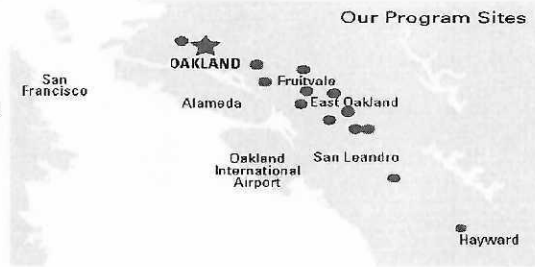 Our Program Sites
OAKLAND
San
Francisco
Fruitvale
Alameda
East Oakland
Oakland
International
Airport
San Leandro
Hayward